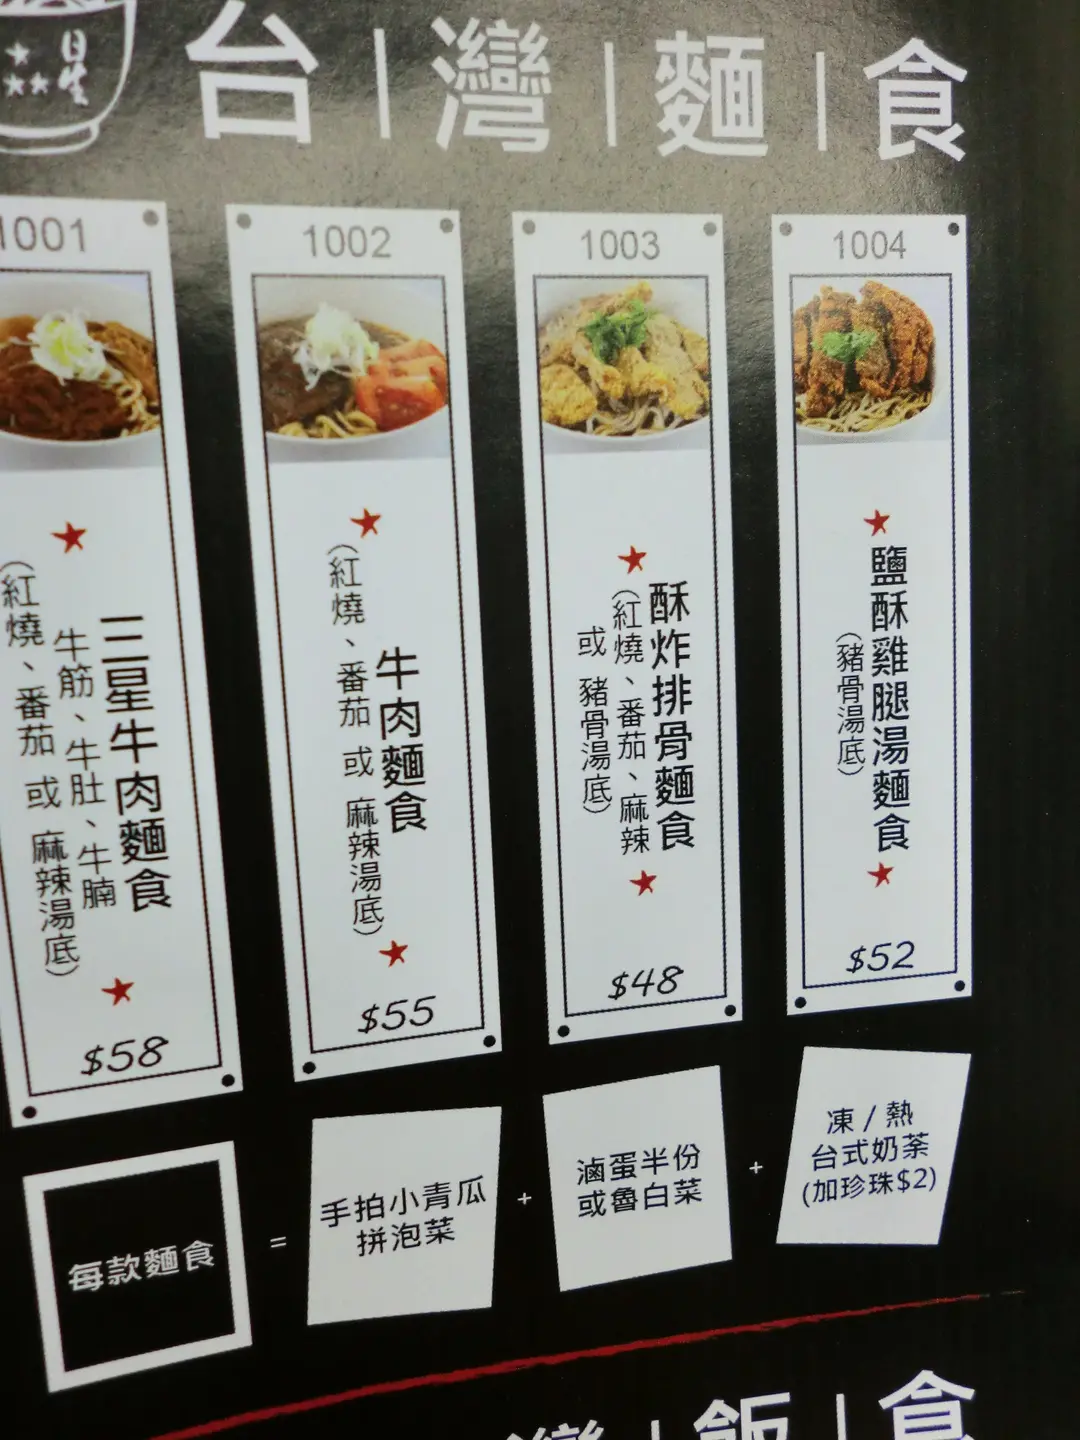 星
台|灣|麵|食
1001
三星牛肉麵食
牛筋、牛肚、牛腩
(紅燒、番茄 或 麻辣湯底)
$58
1002
牛肉麵食
(紅燒、番茄 或 麻辣湯底)
$55
1003
酥炸排骨麵食
(紅燒、番茄、麻辣
或 豬骨湯底)
$48
1004
鹽酥雞腿湯麵食
(豬骨湯底)
$52
每款麵食
=
手拍小青瓜
拼泡菜
+
滷蛋半份
或魯白菜
+
凍 / 熱
台式奶茶
(加珍珠$2)
灣|飯|食